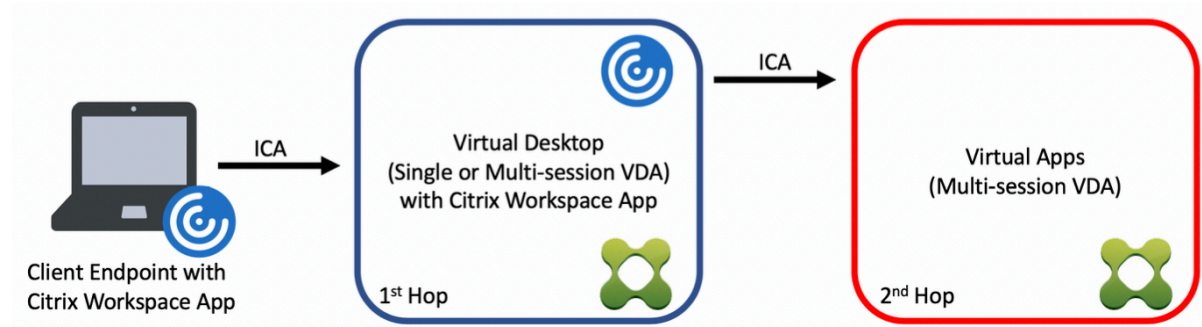 ICA
Client Endpoint with
Citrix Workspace App
Virtual Desktop
(Single or Multi-session VDA)
with Citrix Workspace App
1st Hop
ICA
Virtual Apps
(Multi-session VDA)
2nd Hop